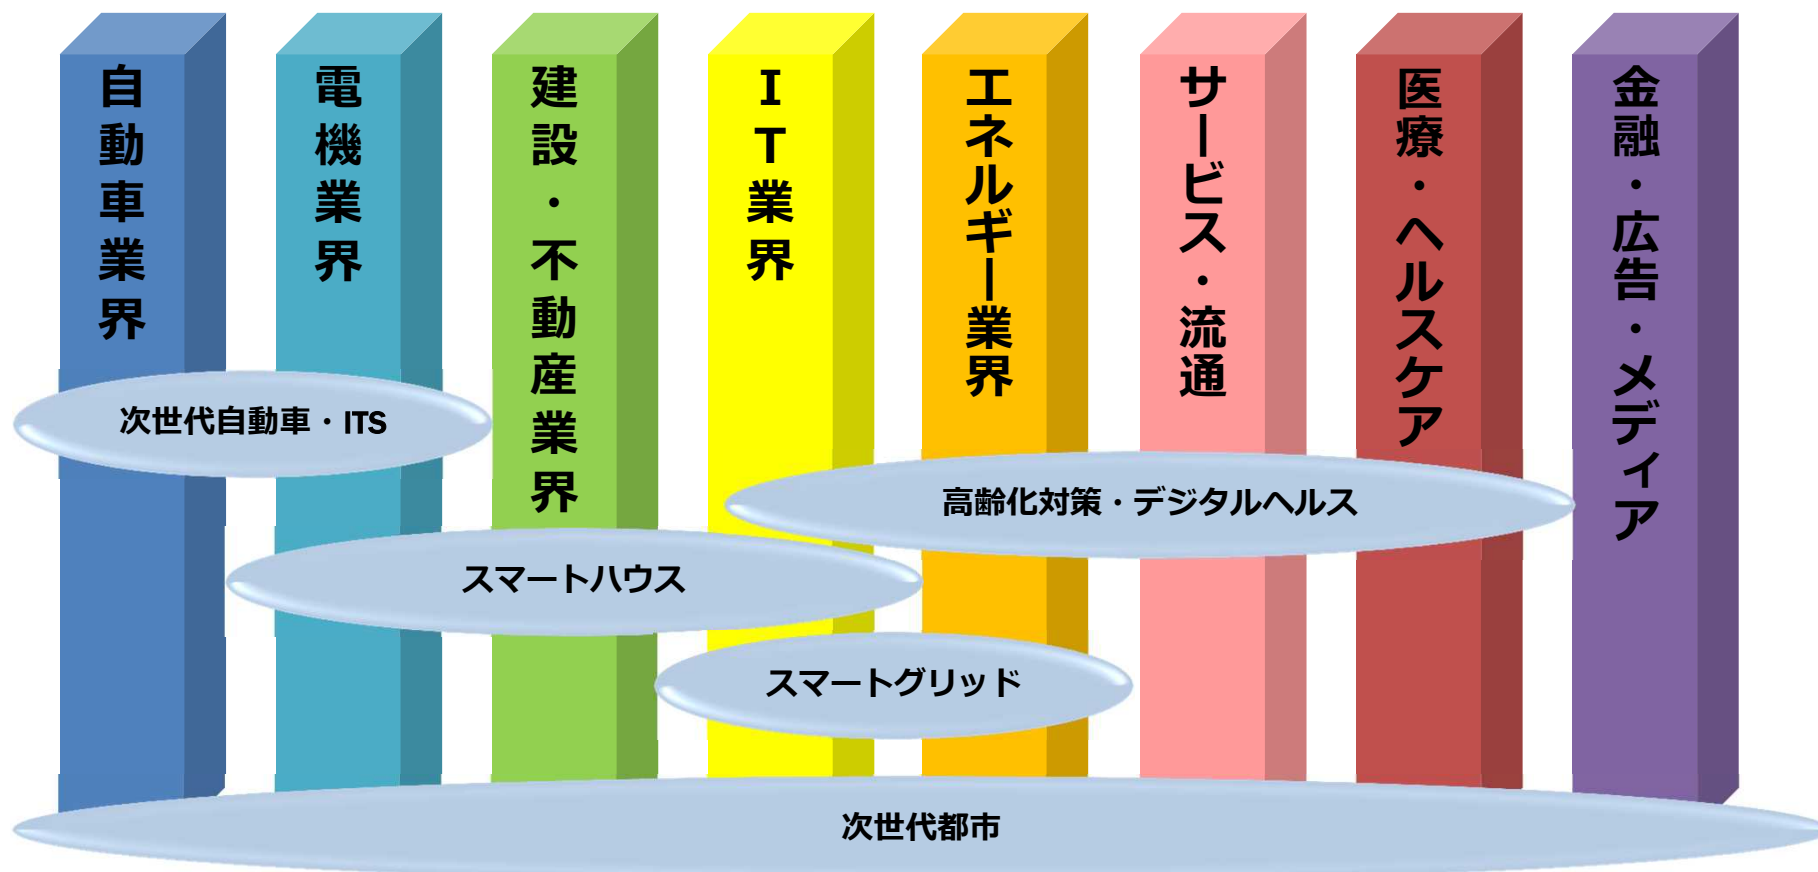 自動車業界
電機業界
建設・不動産業界
IT業界
エネルギー業界
サービス・流通
医療・ヘルスケア
金融・広告・メディア
次世代自動車・ITS
高齢化対策・デジタルヘルス
スマートハウス
スマートグリッド
次世代都市